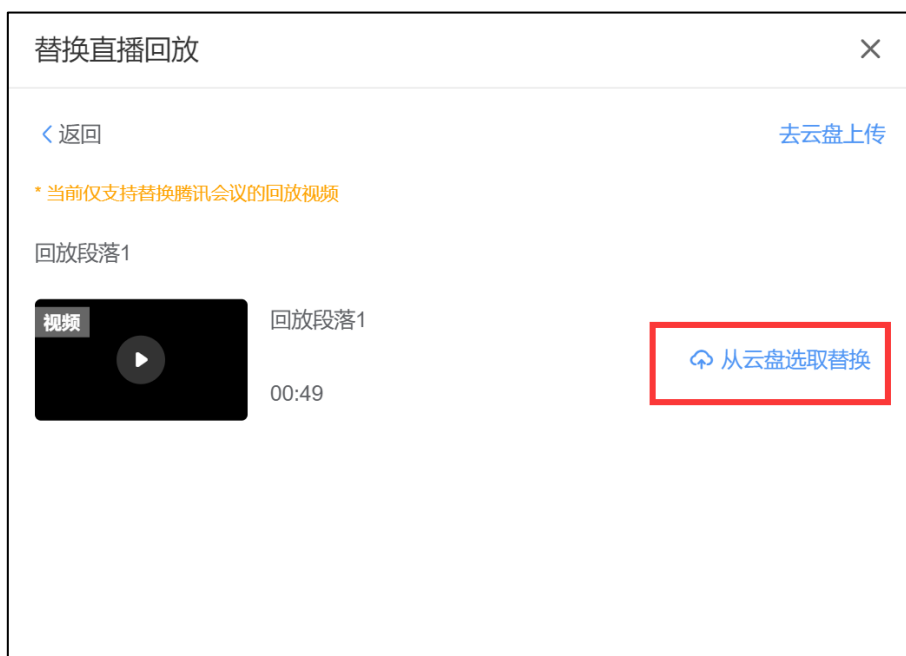 替换直播回放
返回
去云盘上传
* 当前仅支持替换腾讯会议的回放视频
回放段落1
视频
回放段落1
00:49
从云盘选取替换